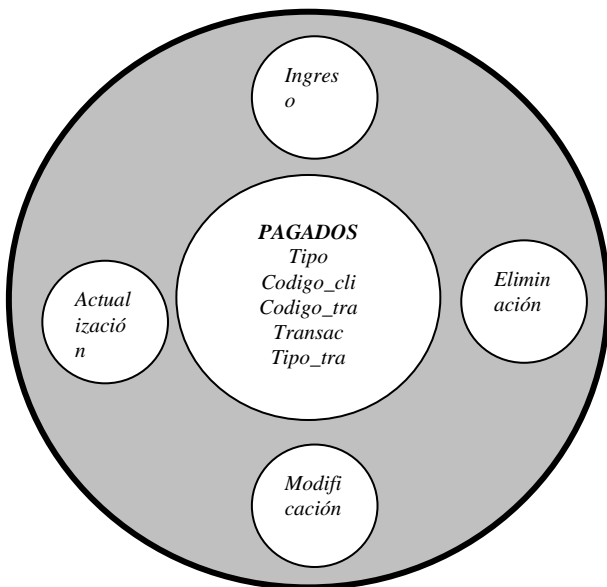 Ingres
o
PAGADOS
Tipo
Codigo_cli
Codigo_tra
Transac
Tipo_tra
Actual
izació
n
Elimin
ación
Modifi
cación